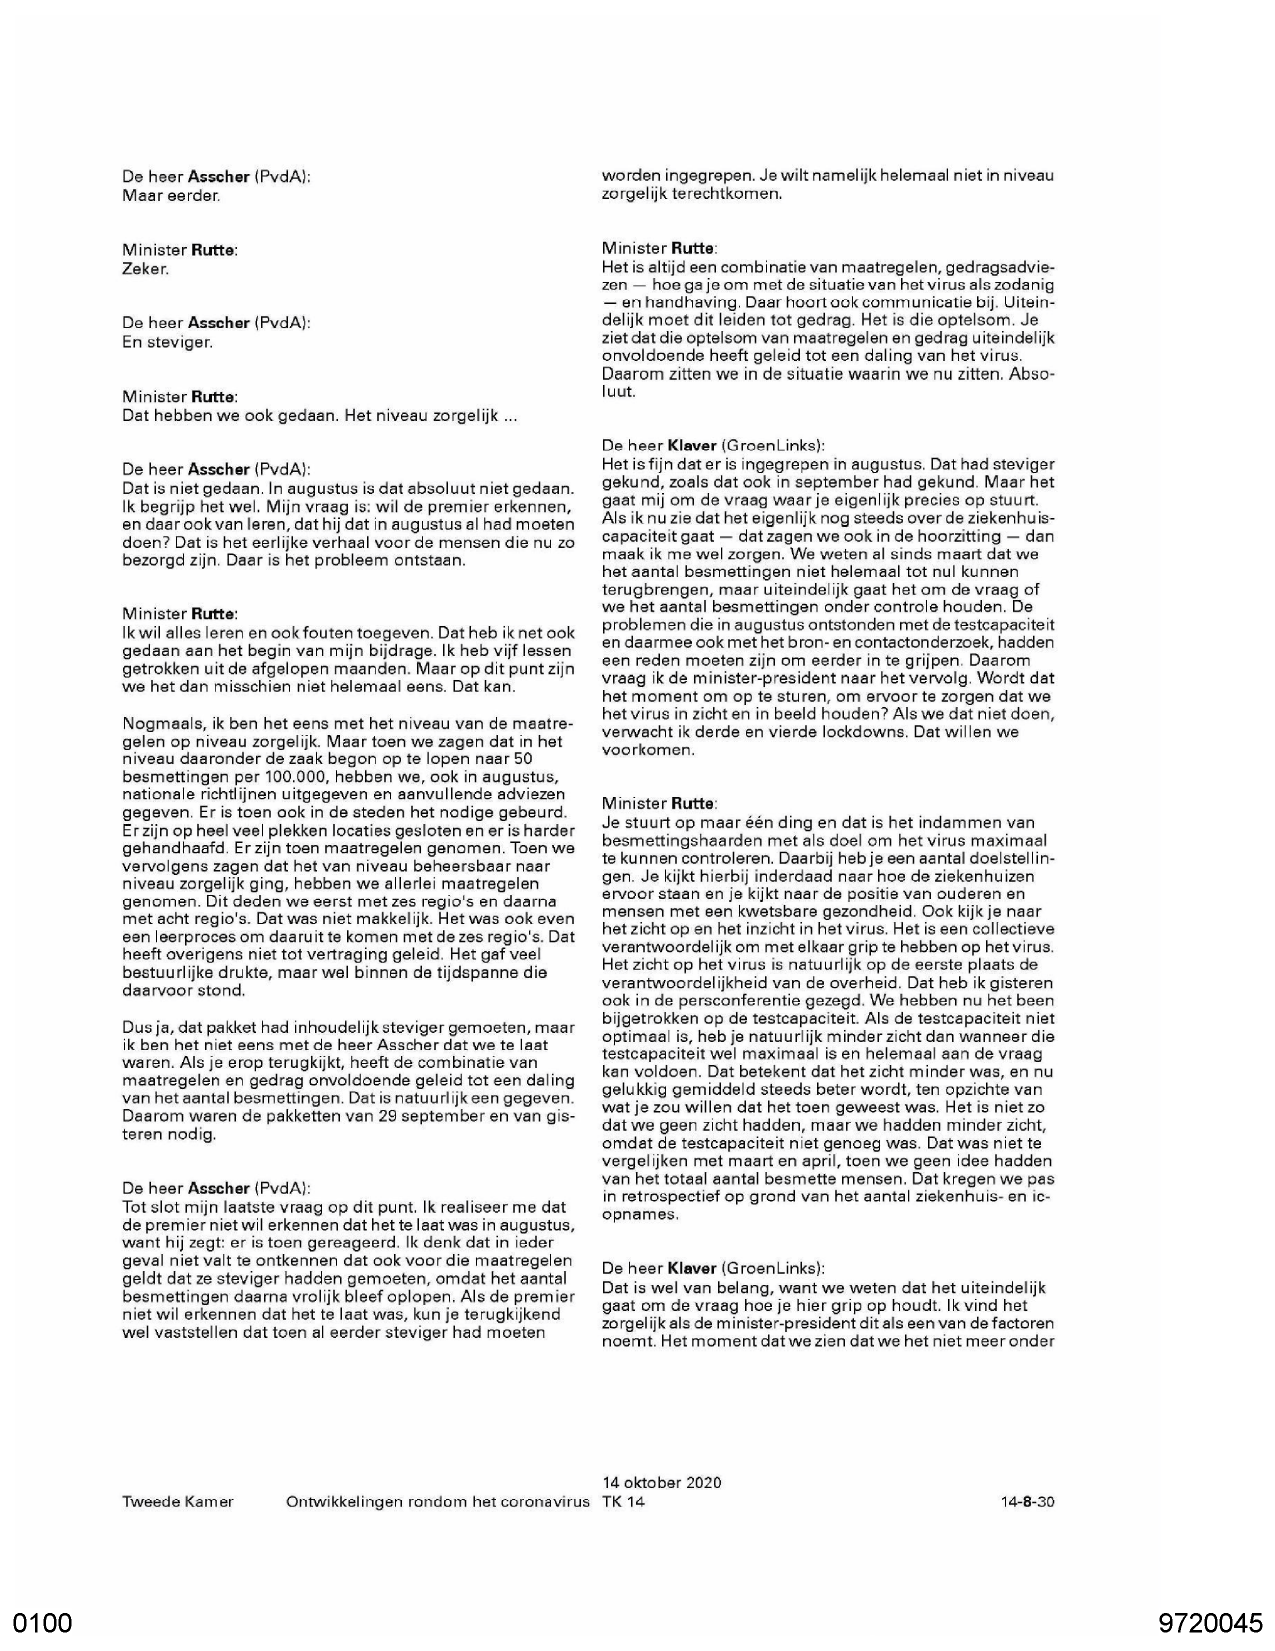 De heer Asscher (PvdA):
Maar eerder.
Minister Rutte:
Zeker.
De heer Asscher (PvdA):
En steviger.
Minister Rutte:
Dat hebben we ook gedaan. Het niveau zorgelijk ...
De heer Asscher (PvdA):
Dat is niet gedaan. In augustus is dat absoluut niet gedaan.
Ik begrijp het wel. Mijn vraag is: wil de premier erkennen,
en daar ook van leren, dat hij dat in augustus al had moeten
doen? Dat is het eerlijke verhaal voor de mensen die nu zo
bezorgd zijn. Daar is het probleem ontstaan.
Minister Rutte:
Ik wil alles leren en ook fouten toegeven. Dat heb ik net ook
gedaan aan het begin van mijn bijdrage. Ik heb vijf lessen
getrokken uit de afgelopen maanden. Maar op dit punt zijn
we het dan misschien niet helemaal eens. Dat kan.
Nogmaals, ik ben het eens met het niveau van de maatre-
gelen op niveau zorgelijk. Maar toen we zagen dat in het
niveau daaronder de zaak begon op te lopen naar 50
besmettingen per 100.000, hebben we, ook in augustus,
nationale richtlijnen uitgegeven en aanvullende adviezen
gegeven. Er is toen ook in de steden het nodige gebeurd.
Er zijn op heel veel plekken locaties gesloten en er is harder
gehandhaafd. Er zijn toen maatregelen genomen. Toen we
vervolgens zagen dat het van niveau beheersbaar naar
niveau zorgelijk ging, hebben we allerlei maatregelen
genomen. Dit deden we eerst met zes regio's en daarna
met acht regio's. Dat was niet makkelijk. Het was ook even
een leerproces om daaruit te komen met de zes regio's. Dat
heeft overigens niet tot vertraging geleid. Het gaf veel
bestuurlijke drukte, maar wel binnen de tijdspanne die
daarvoor stond.
Dus ja, dat pakket had inhoudelijk steviger gemoeten, maar
ik ben het niet eens met de heer Asscher dat we te laat
waren. Als je erop terugkijkt, heeft de combinatie van
maatregelen en gedrag onvoldoende geleid tot een daling
van het aantal besmettingen. Dat is natuurlijk een gegeven.
Daarom waren de pakketten van 29 september en van gis-
teren nodig.
De heer Asscher (PvdA):
Tot slot mijn laatste vraag op dit punt. Ik realiseer me dat
de premier niet wil erkennen dat het te laat was in augustus,
want hij zegt: er is toen gereageerd. Ik denk dat in ieder
geval niet valt te ontkennen dat ook voor die maatregelen
geldt dat ze steviger hadden gemoeten, omdat het aantal
besmettingen daarna vrolijk bleef oplopen. Als de premier
niet wil erkennen dat het te laat was, kun je terugkijkend
wel vaststellen dat toen al eerder steviger had moeten
worden ingegrepen. Je wilt namelijk helemaal niet in niveau
zorgelijk terechtkomen.
Minister Rutte:
Het is altijd een combinatie van maatregelen, gedragsadvie-
zen — hoe ga je om met de situatie van het virus als zodanig
— en handhaving. Daar hoort ook communicatie bij. Uitein-
delijk moet dit leiden tot gedrag. Het is die optelsom. Je
ziet dat die optelsom van maatregelen en gedrag uiteindelijk
onvoldoende heeft geleid tot een daling van het virus.
Daarom zitten we in de situatie waarin we nu zitten. Abso-
luut.
De heer Klaver (GroenLinks):
Het is fijn dat er is ingegrepen in augustus. Dat had steviger
gekund, zoals dat ook in september had gekund. Maar het
gaat mij om de vraag waar je eigenlijk precies op stuurt.
Als ik nu zie dat het eigenlijk nog steeds over de ziekenhuis-
capaciteit gaat — dat zagen we ook in de hoorzitting — dan
maak ik me wel zorgen. We weten al sinds maart dat we
het aantal besmettingen niet helemaal tot nul kunnen
terugbrengen, maar uiteindelijk gaat het om de vraag of
we het aantal besmettingen onder controle houden. De
problemen die in augustus ontstonden met de testcapaciteit
en daarmee ook met het bron- en contactonderzoek, hadden
een reden moeten zijn om eerder in te grijpen. Daarom
vraag ik de minister-president naar het vervolg. Wordt dat
het moment om op te sturen, om ervoor te zorgen dat we
het virus in zicht en in beeld houden? Als we dat niet doen,
verwacht ik derde en vierde lockdowns. Dat willen we
voorkomen.
Minister Rutte:
Je stuurt op maar één ding en dat is het indammen van
besmettingshaarden met als doel om het virus maximaal
te kunnen controleren. Daarbij heb je een aantal doelstellin-
gen. Je kijkt hierbij inderdaad naar hoe de ziekenhuizen
ervoor staan en je kijkt naar de positie van ouderen en
mensen met een kwetsbare gezondheid. Ook kijk je naar
het zicht op en het inzicht in het virus. Het is een collectieve
verantwoordelijk om met elkaar grip te hebben op het virus.
Het zicht op het virus is natuurlijk op de eerste plaats de
verantwoordelijkheid van de overheid. Dat heb ik gisteren
ook in de persconferentie gezegd. We hebben nu het been
bijgetrokken op de testcapaciteit. Als de testcapaciteit niet
optimaal is, heb je natuurlijk minder zicht dan wanneer die
testcapaciteit wel maximaal is en helemaal aan de vraag
kan voldoen. Dat betekent dat het zicht minder was, en nu
gelukkig gemiddeld steeds beter wordt, ten opzichte van
wat je zou willen dat het toen geweest was. Het is niet zo
dat we geen zicht hadden, maar we hadden minder zicht,
omdat de testcapaciteit niet genoeg was. Dat was niet te
vergelijken met maart en april, toen we geen idee hadden
van het totaal aantal besmette mensen. Dat kregen we pas
in retrospectief op grond van het aantal ziekenhuis- en ic-
opnames.
De heer Klaver (GroenLinks):
Dat is wel van belang, want we weten dat het uiteindelijk
gaat om de vraag hoe je hier grip op houdt. Ik vind het
zorgelijk als de minister-president dit als een van de factoren
noemt. Het moment dat we zien dat we het niet meer onder
14 oktober 2020
Tweede Kamer Ontwikkelingen rondom het coronavirus TK 14 14-8-30
0100 9720045